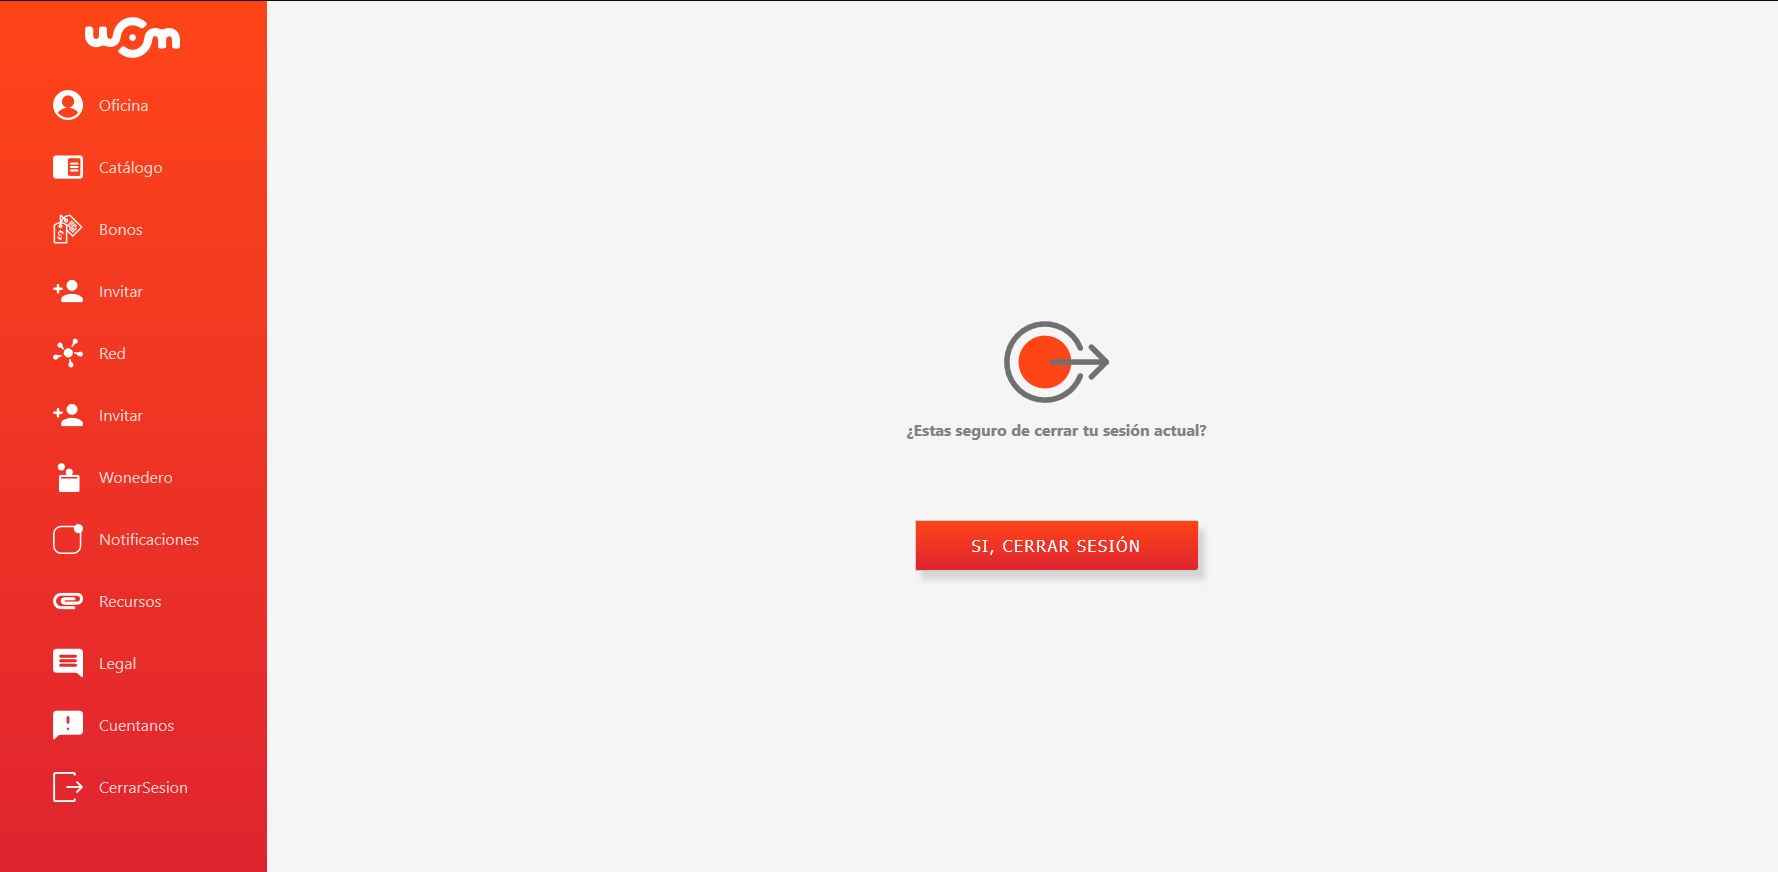 wom
Oficina
Catálogo
Bonos
Invitar
Red
Invitar
Wonedero
Notificaciones
Recursos
Legal
Cuentanos
CerrarSesion
¿Estas seguro de cerrar tu sesión actual?
SI, CERRAR SESIÓN